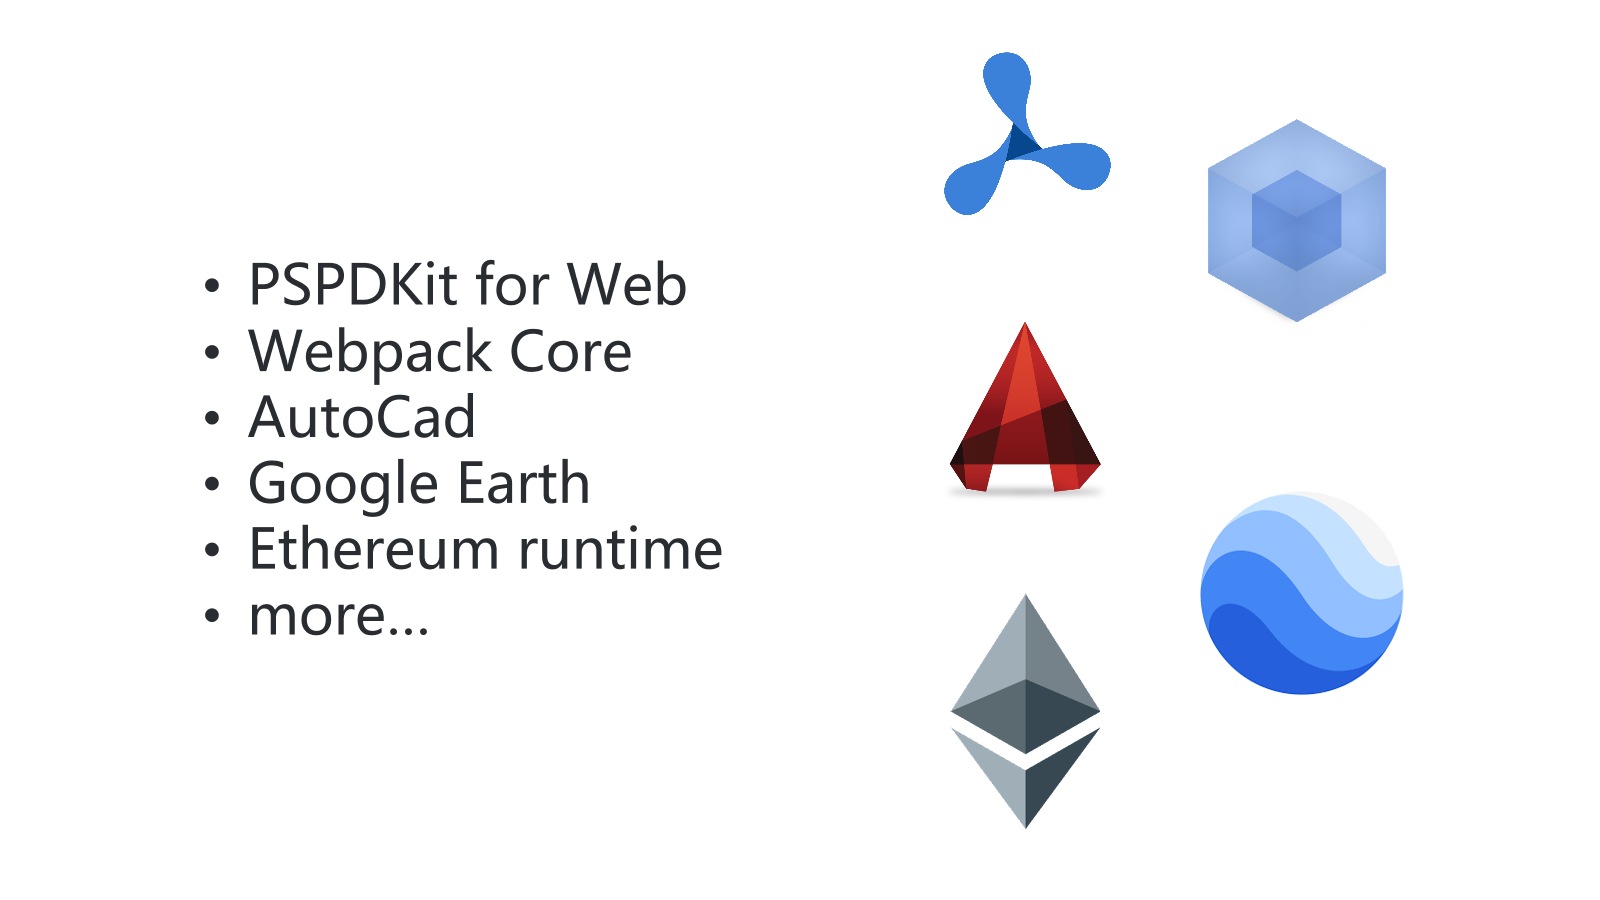 • PSPDKit for Web
• Webpack Core
• AutoCad
• Google Earth
• Ethereum runtime
• more...